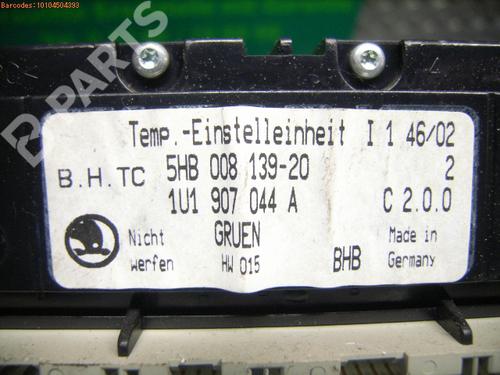 Barcodes:10104504393
B PARTS
Temp.-Einstelleinheit I 1 46/02
B.H.TC 5HB 008 139-20 2
1U1 907 044 A C 2.0.0
Nicht GRUEN Made in
werfen HW 015 BHB Germany